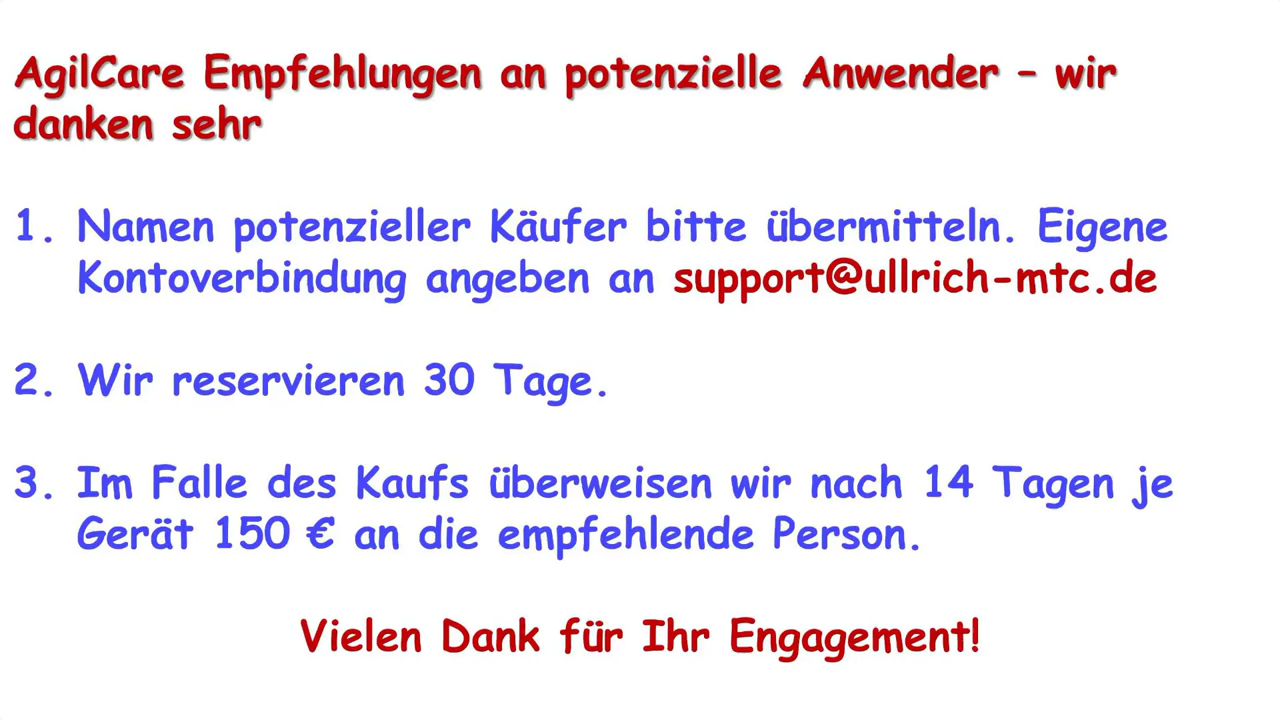 AgilCare Empfehlungen an potenzielle Anwender – wir
danken sehr
1. Namen potenzieller Käufer bitte übermitteln. Eigene
Kontoverbindung angeben an support@ullrich-mtc.de
2. Wir reservieren 30 Tage.
3. Im Falle des Kaufs überweisen wir nach 14 Tagen je
Gerät 150 € an die empfehlende Person.
Vielen Dank für Ihr Engagement!